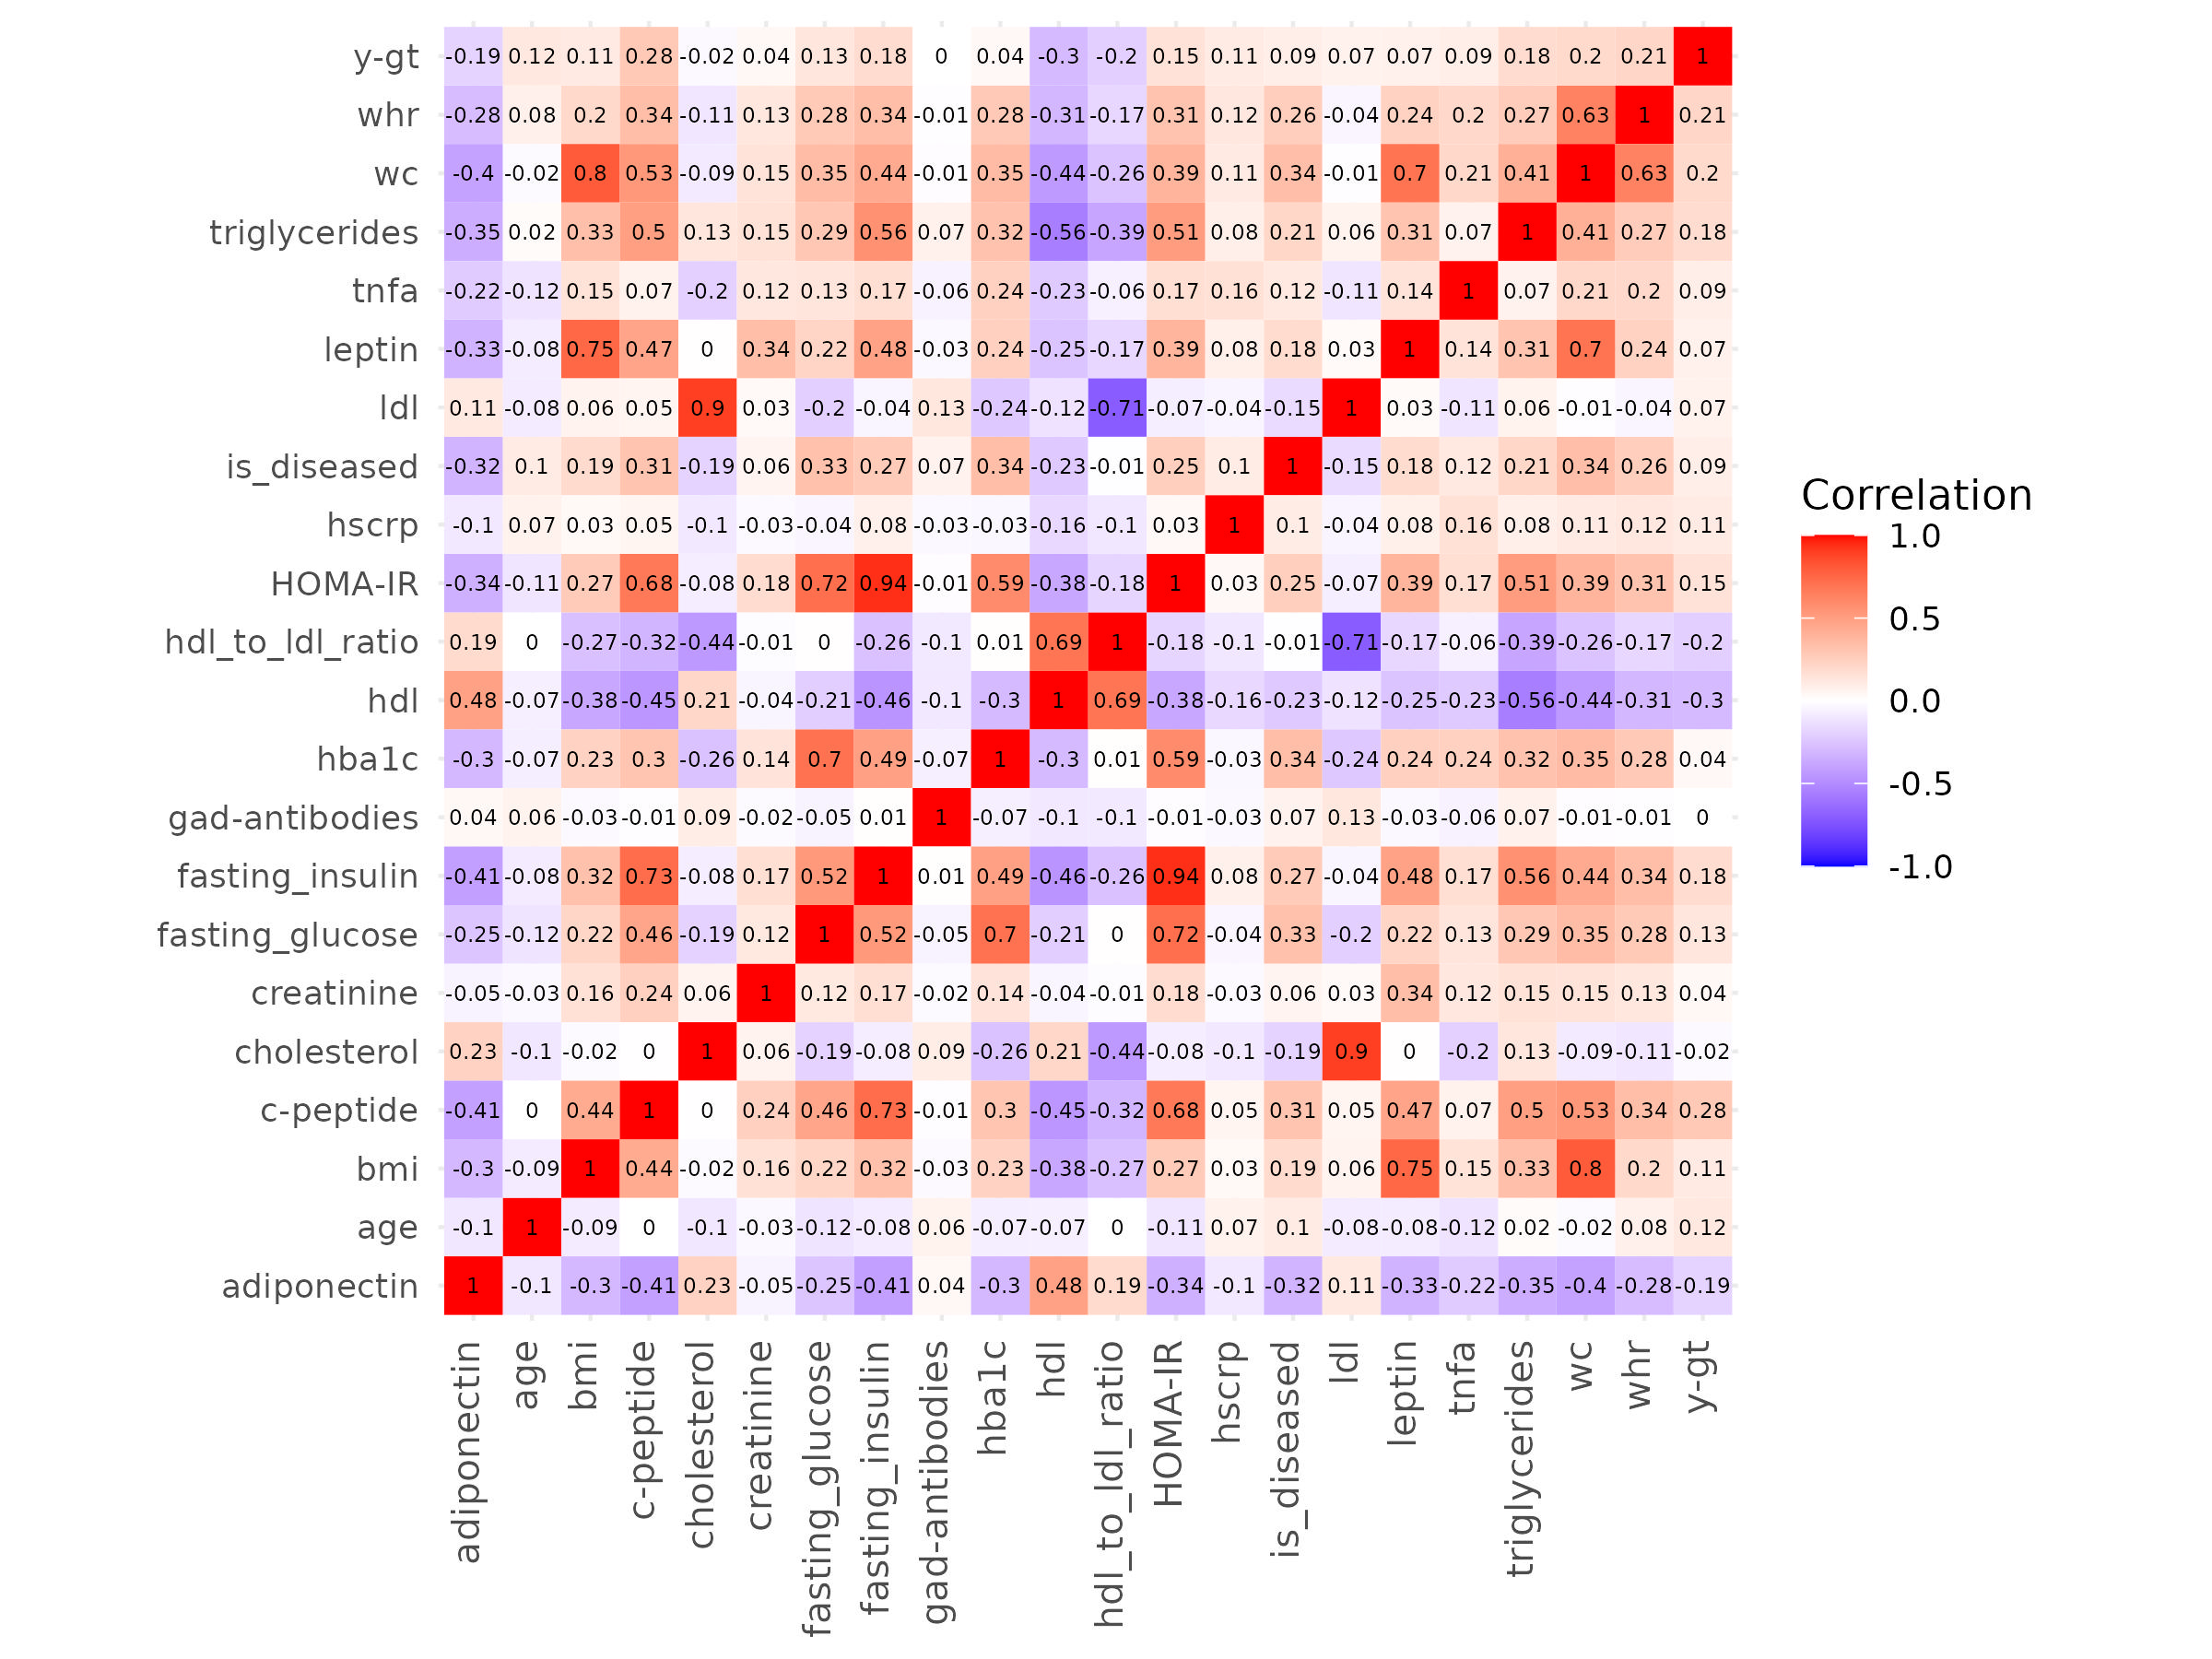 y-gt -0.19 0.12 0.11 0.28 -0.02 0.04 0.13 0.18 0 0.04 -0.3 -0.2 0.15 0.11 0.09 0.07 0.07 0.09 0.18 0.2 0.21 1
whr -0.28 0.08 0.2 0.34 -0.11 0.13 0.28 0.34 -0.01 0.28 -0.31 -0.17 0.31 0.12 0.26 -0.04 0.24 0.2 0.27 0.63 1 0.21
wc -0.4 -0.02 0.8 0.53 -0.09 0.15 0.35 0.44 -0.01 0.35 -0.44 -0.26 0.39 0.11 0.34 -0.01 0.7 0.21 0.41 1 0.63 0.2
triglycerides -0.35 0.02 0.33 0.5 0.13 0.15 0.29 0.56 0.07 0.32 -0.56 -0.39 0.51 0.08 0.21 0.06 0.31 0.07 1 0.41 0.27 0.18
tnfa -0.22 -0.12 0.15 0.07 -0.2 0.12 0.13 0.17 -0.06 0.24 -0.23 -0.06 0.17 0.16 0.12 -0.11 0.14 1 0.07 0.21 0.2 0.09
leptin -0.33 -0.08 0.75 0.47 0 0.34 0.22 0.48 -0.03 0.24 -0.25 -0.17 0.39 0.08 0.18 0.03 1 0.14 0.31 0.7 0.24 0.07
ldl 0.11 -0.08 0.06 0.05 0.9 0.03 -0.2 -0.04 0.13 -0.24 -0.12 -0.71 -0.07 -0.04 -0.15 1 0.03 -0.11 0.06 -0.01 -0.04 0.07
is_diseased -0.32 0.1 0.19 0.31 -0.19 0.06 0.33 0.27 0.07 0.34 -0.23 -0.01 0.25 0.1 1 -0.15 0.18 0.12 0.21 0.34 0.26 0.09
hscrp -0.1 0.07 0.03 0.05 -0.1 -0.03 -0.04 0.08 -0.03 -0.03 -0.16 -0.1 0.03 1 0.1 -0.04 0.08 0.16 0.08 0.11 0.12 0.11
HOMA-IR -0.34 -0.11 0.27 0.68 -0.08 0.18 0.72 0.94 -0.01 0.59 -0.38 -0.18 1 0.03 0.25 -0.07 0.39 0.17 0.51 0.39 0.31 0.15
hdl_to_ldl_ratio 0.19 0 -0.27 -0.32 -0.44 -0.01 0 -0.26 -0.1 0.01 0.69 1 -0.18 -0.1 -0.01 -0.71 -0.17 -0.06 -0.39 -0.26 -0.17 -0.2
hdl 0.48 -0.07 -0.38 -0.45 0.21 -0.04 -0.21 -0.46 -0.1 -0.3 1 0.69 -0.38 -0.16 -0.23 -0.12 -0.25 -0.23 -0.56 -0.44 -0.31 -0.3
hba1c -0.3 -0.07 0.23 0.3 -0.26 0.14 0.7 0.49 -0.07 1 -0.3 0.01 0.59 -0.03 0.34 -0.24 0.24 0.24 0.32 0.35 0.28 0.04
gad-antibodies 0.04 0.06 -0.03 -0.01 0.09 -0.02 -0.05 0.01 1 -0.07 -0.1 -0.1 -0.01 -0.03 0.07 0.13 -0.03 -0.06 0.07 -0.01 -0.01 0
fasting_insulin -0.41 -0.08 0.32 0.73 -0.08 0.17 0.52 1 0.01 0.49 -0.46 -0.26 0.94 0.08 0.27 -0.04 0.48 0.17 0.56 0.44 0.34 0.18
fasting_glucose -0.25 -0.12 0.22 0.46 -0.19 0.12 1 0.52 -0.05 0.7 -0.21 0 0.72 -0.04 0.33 -0.2 0.22 0.13 0.29 0.35 0.28 0.13
creatinine -0.05 -0.03 0.16 0.24 0.06 1 0.12 0.17 -0.02 0.14 -0.04 -0.01 0.18 -0.03 0.06 0.03 0.34 0.12 0.15 0.15 0.13 0.04
cholesterol 0.23 -0.1 -0.02 0 1 0.06 -0.19 -0.08 0.09 -0.26 0.21 -0.44 -0.08 -0.1 -0.19 0.9 0 -0.2 0.13 -0.09 -0.11 -0.02
c-peptide -0.41 0 0.44 1 0 0.24 0.46 0.73 -0.01 0.3 -0.45 -0.32 0.68 0.05 0.31 0.05 0.47 0.07 0.5 0.53 0.34 0.28
bmi -0.3 -0.09 1 0.44 -0.02 0.16 0.22 0.32 -0.03 0.23 -0.38 -0.27 0.27 0.03 0.19 0.06 0.75 0.15 0.33 0.8 0.2 0.11
age -0.1 1 -0.09 0 -0.1 -0.03 -0.12 -0.08 0.06 -0.07 -0.07 0 -0.11 0.07 0.1 -0.08 -0.08 -0.12 0.02 -0.02 0.08 0.12
adiponectin 1 -0.1 -0.3 -0.41 0.23 -0.05 -0.25 -0.41 0.04 -0.3 0.48 0.19 -0.34 -0.1 -0.32 0.11 -0.33 -0.22 -0.35 -0.4 -0.28 -0.19
adiponectin
age
bmi
c-peptide
cholesterol
creatinine
fasting_glucose
fasting_insulin
gad-antibodies
hba1c
hdl
hdl_to_ldl_ratio
HOMA-IR
hscrp
is_diseased
ldl
leptin
tnfa
triglycerides
wc
whr
y-gt
Correlation
1.0
0.5
0.0
-0.5
-1.0